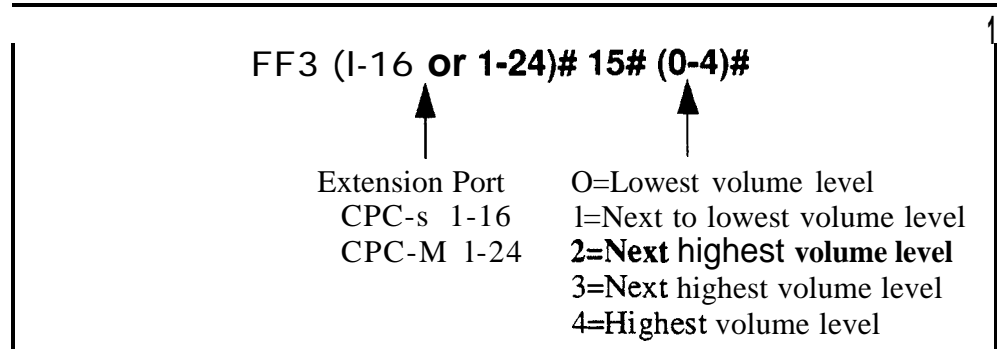 1
FF3 (I-16 or 1-24)# 15# (0-4)#
Extension Port
CPC-s 1-16
CPC-M 1-24
O=Lowest volume level
l=Next to lowest volume level
2=Next highest volume level
3=Next highest volume level
4=Highest volume level